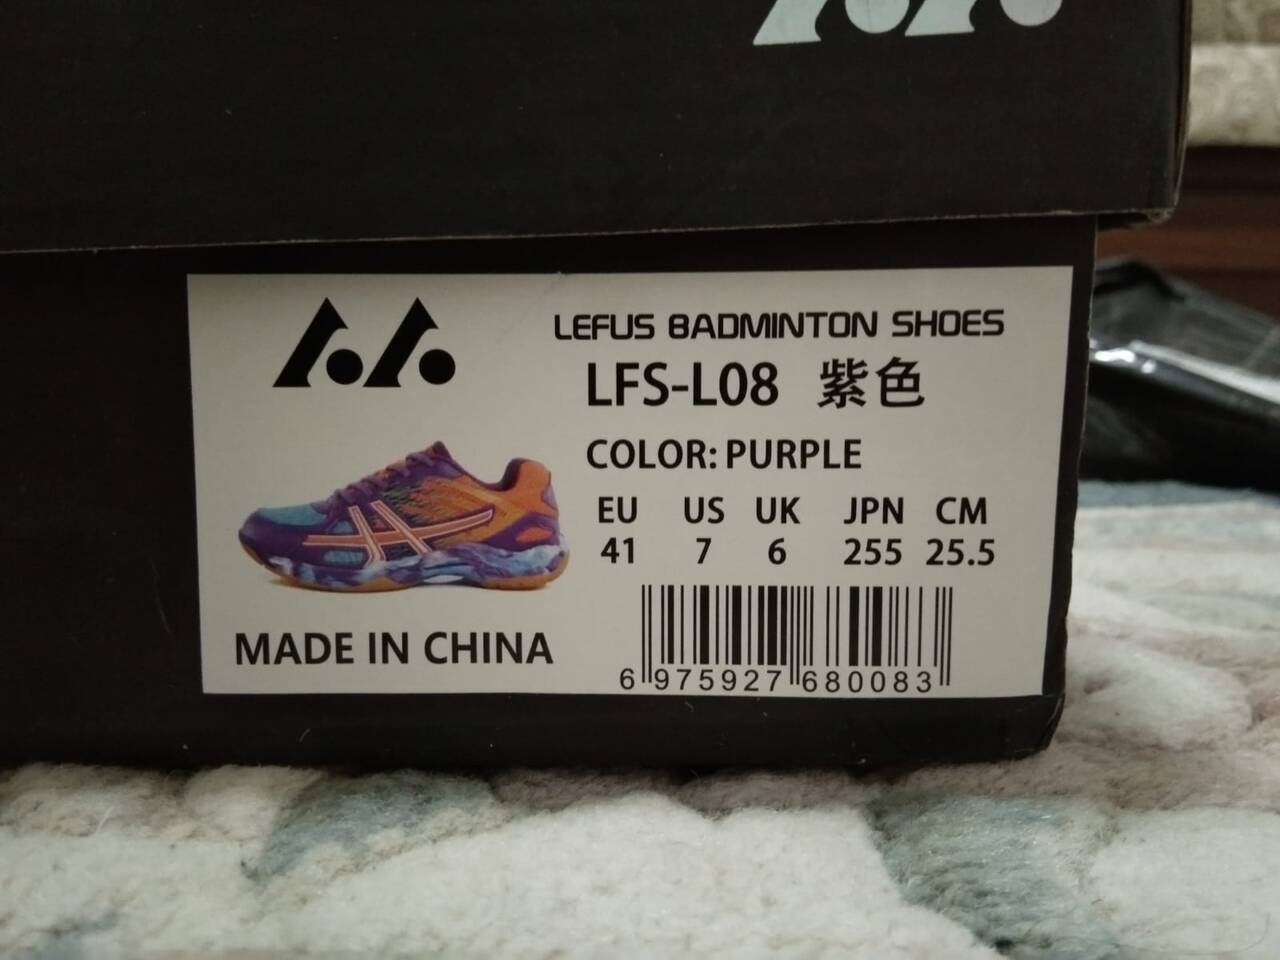 LEFUS BADMINTON SHOES
LFS-L08 紫色
COLOR: PURPLE
EU US UK JPN CM
41 7 6 255 25.5
MADE IN CHINA
6 975927 680083